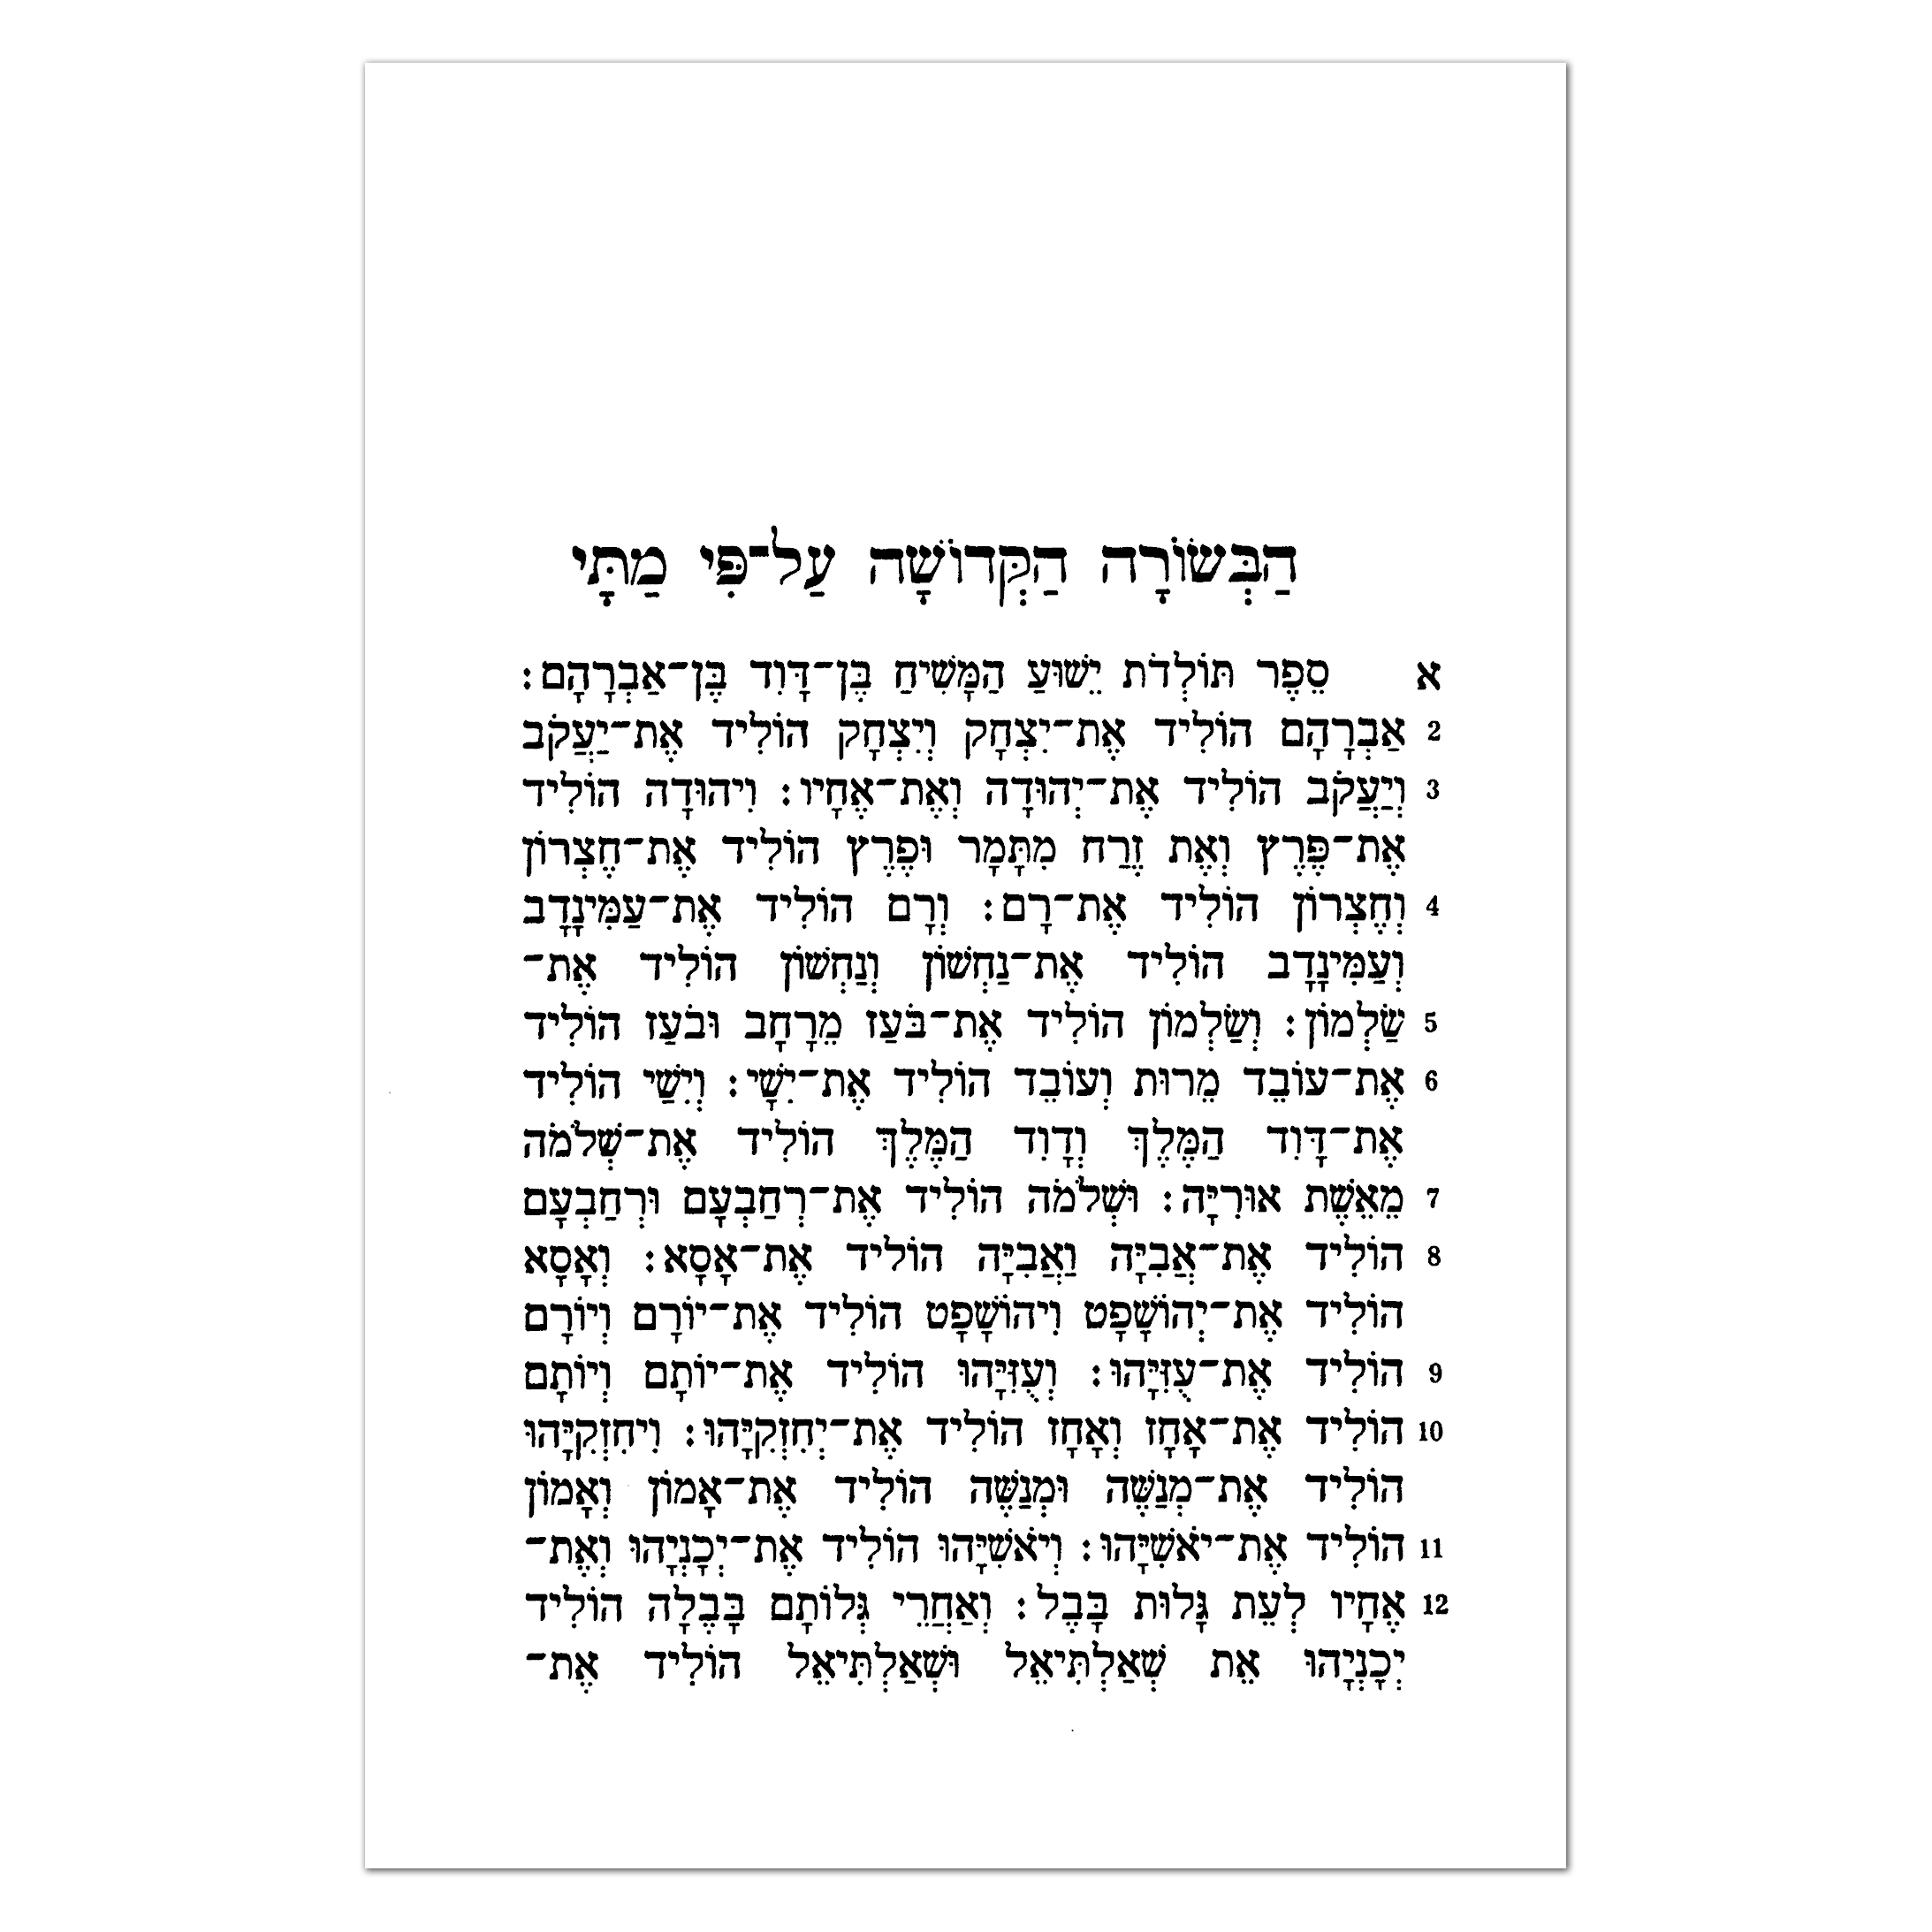 הַבְּשׂוֹרָה הַקְּדוֹשָׁה עַל־פִּי מַתָּי
א סֵפֶר תּוֹלְדֹת יֵשׁוּעַ הַמָּשִׁיחַ בֶּן־דָּוִד בֶּן־אַבְרָהָם׃
2 אַבְרָהָם הוֹלִיד אֶת־יִצְחָק וְיִצְחָק הוֹלִיד אֶת־יַעֲקֹב
3 וְיַעֲקֹב הוֹלִיד אֶת־יְהוּדָה וְאֶת־אֶחָיו׃ וִיהוּדָה הוֹלִיד
אֶת־פֶּרֶץ וְאֶת זֶרַח מִתָּמָר וּפֶרֶץ הוֹלִיד אֶת־חֶצְרוֹן
4 וְחֶצְרוֹן הוֹלִיד אֶת־רָם׃ וְרָם הוֹלִיד אֶת־עַמִּינָדָב
וְעַמִּינָדָב הוֹלִיד אֶת־נַחְשׁוֹן וְנַחְשׁוֹן הוֹלִיד אֶת־
5 שַׂלְמוֹן׃ וְשַׂלְמוֹן הוֹלִיד אֶת־בֹּעַז מֵרָחָב וּבֹעַז הוֹלִיד
6 אֶת־עוֹבֵד מֵרוּת וְעוֹבֵד הוֹלִיד אֶת־יִשָׁי׃ וְיִשַׁי הוֹלִיד
אֶת־דָּוִד הַמֶּלֶךְ וְדָוִד הַמֶּלֶךְ הוֹלִיד אֶת־שְׁלֹמֹה
7 מֵאֵשֶׁת אוּרִיָּה׃ וּשְׁלֹמֹה הוֹלִיד אֶת־רְחַבְעָם וּרְחַבְעָם
8 הוֹלִיד אֶת־אֲבִיָּה וַאֲבִיָּה הוֹלִיד אֶת־אָסָא׃ וְאָסָא
הוֹלִיד אֶת־יְהוֹשָׁפָט וִיהוֹשָׁפָט הוֹלִיד אֶת־יוֹרָם וְיוֹרָם
9 הוֹלִיד אֶת־עֻזִּיָּהוּ׃ וְעֻזִּיָּהוּ הוֹלִיד אֶת־יוֹתָם וְיוֹתָם
10 הוֹלִיד אֶת־אָחָז וְאָחָז הוֹלִיד אֶת־יְחִזְקִיָּהוּ׃ וִיחִזְקִיָּהוּ
הוֹלִיד אֶת־מְנַשֶּׁה וּמְנַשֶּׁה הוֹלִיד אֶת־אָמוֹן וְאָמוֹן
11 הוֹלִיד אֶת־יֹאשִׁיָּהוּ׃ וְיֹאשִׁיָּהוּ הוֹלִיד אֶת־יְכָנְיָהוּ וְאֶת־
12 אֶחָיו לְעֵת גָּלוּת בָּבֶל׃ וְאַחֲרֵי גְּלוֹתָם בָּבֶלָה הוֹלִיד
יְכָנְיָהוּ אֵת שְׁאַלְתִּיאֵל וּשְׁאַלְתִּיאֵל הוֹלִיד אֶת־